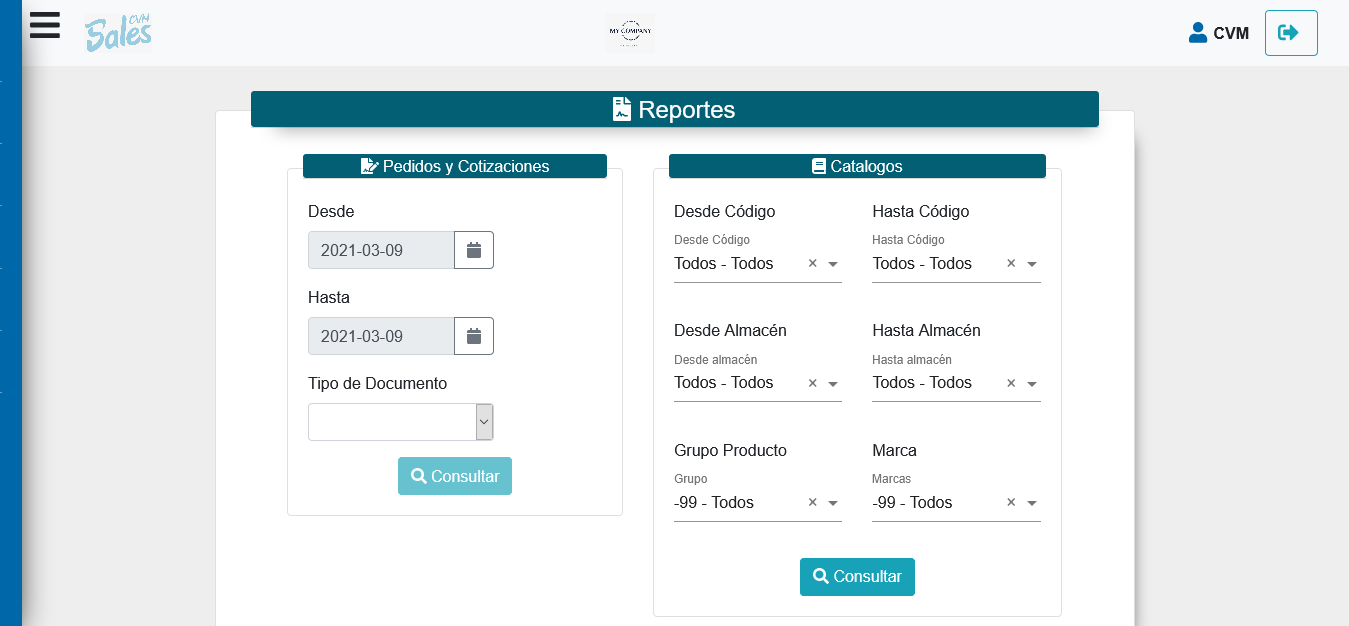 CVM
Sales
MY COMPANY
CVM
Reportes
Pedidos y Cotizaciones
Desde
2021-03-09
Hasta
2021-03-09
Tipo de Documento
Consultar
Catalogos
Desde Código Hasta Código
Desde Código Hasta Código
Todos - Todos × Todos - Todos ×
Desde Almacén Hasta Almacén
Desde almacén Hasta almacén
Todos - Todos × Todos - Todos ×
Grupo Producto Marca
Grupo Marcas
-99 - Todos × -99 - Todos ×
Consultar